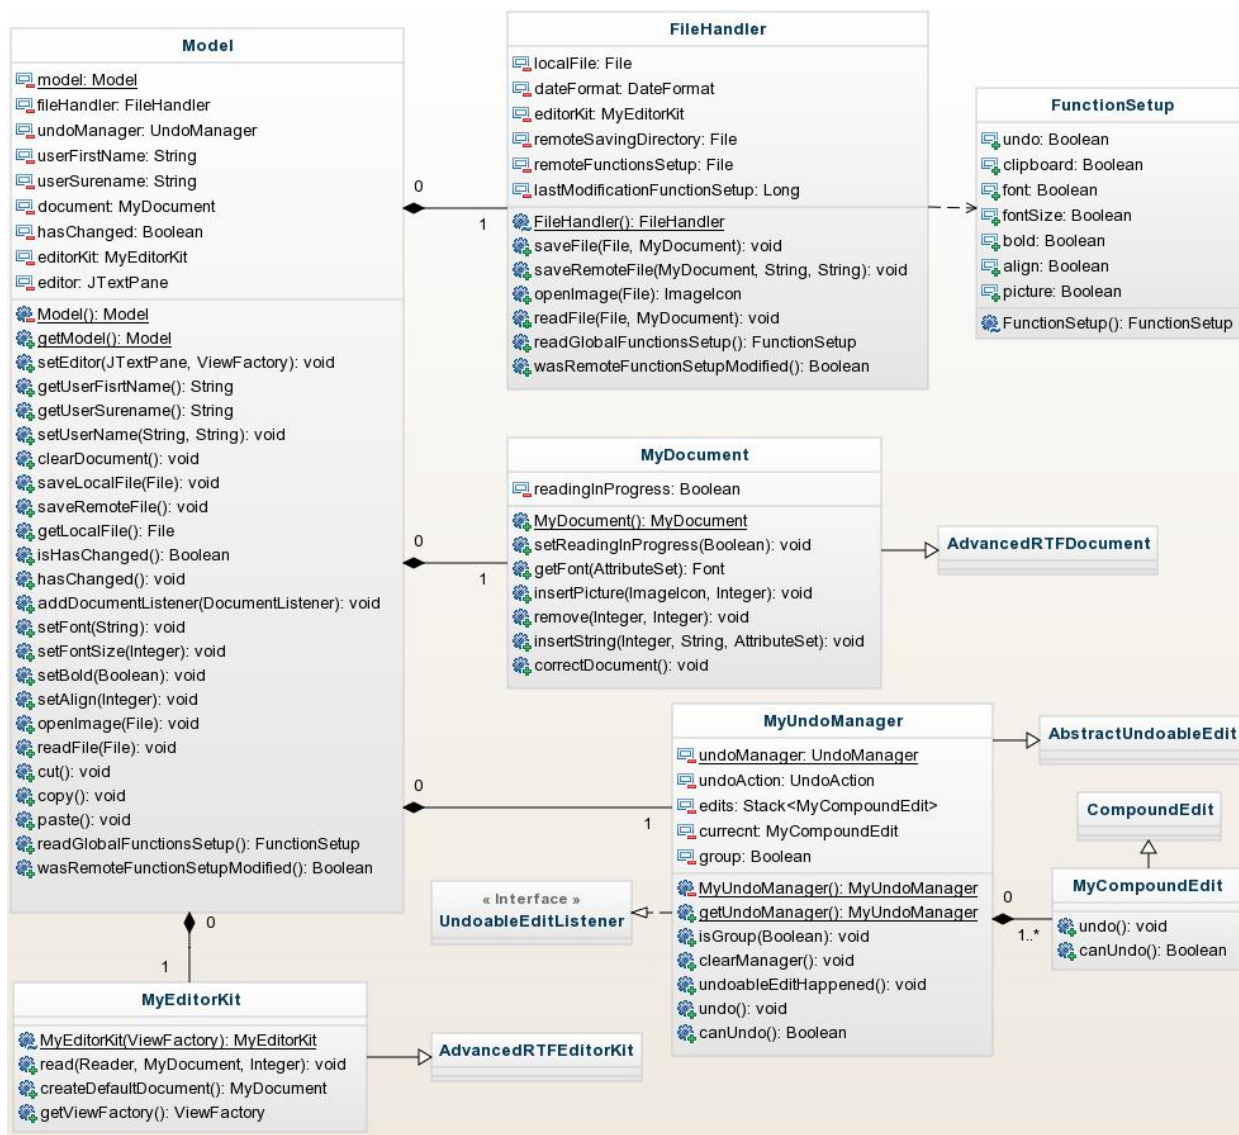 Model
model: Model
fileHandler: FileHandler
undoManager: UndoManager
userFirstName: String
userSurename: String
document: MyDocument
hasChanged: Boolean
editorKit: MyEditorKit
editor: JTextPane
Model(): Model
getModel(): Model
setEditor(JTextPane, ViewFactory): void
getUserFisrtName(): String
getUserSurename(): String
setUserName(String, String): void
clearDocument(): void
saveLocalFile(File): void
saveRemoteFile(): void
getLocalFile(): File
isHasChanged(): Boolean
hasChanged(): void
addDocumentListener(DocumentListener): void
setFont(String): void
setFontSize(Integer): void
setBold(Boolean): void
setAlign(Integer): void
openImage(File): void
readFile(File): void
cut(): void
copy(): void
paste(): void
readGlobalFunctionsSetup(): FunctionSetup
wasRemoteFunctionSetupModified(): Boolean
0
1
FileHandler
localFile: File
dateFormat: DateFormat
editorKit: MyEditorKit
remoteSavingDirectory: File
remoteFunctionsSetup: File
lastModificationFunctionSetup: Long
FileHandler(): FileHandler
saveFile(File, MyDocument): void
saveRemoteFile(MyDocument, String, String): void
openImage(File): ImageIcon
readFile(File, MyDocument): void
readGlobalFunctionsSetup(): FunctionSetup
wasRemoteFunctionSetupModified(): Boolean
FunctionSetup
undo: Boolean
clipboard: Boolean
font: Boolean
fontSize: Boolean
bold: Boolean
align: Boolean
picture: Boolean
FunctionSetup(): FunctionSetup
0
1
MyDocument
readingInProgress: Boolean
MyDocument(): MyDocument
setReadingInProgress(Boolean): void
getFont(AttributeSet): Font
insertPicture(ImageIcon, Integer): void
remove(Integer, Integer): void
insertString(Integer, String, AttributeSet): void
correctDocument(): void
AdvancedRTFDocument
0
1
MyUndoManager
undoManager: UndoManager
undoAction: UndoAction
edits: Stack<MyCompoundEdit>
currecnt: MyCompoundEdit
group: Boolean
MyUndoManager(): MyUndoManager
getUndoManager(): MyUndoManager
isGroup(Boolean): void
clearManager(): void
undoableEditHappened(): void
undo(): void
canUndo(): Boolean
AbstractUndoableEdit
CompoundEdit
0
1..*
MyCompoundEdit
undo(): void
canUndo(): Boolean
« Interface »
UndoableEditListener
0
1
MyEditorKit
MyEditorKit(ViewFactory): MyEditorKit
read(Reader, MyDocument, Integer): void
createDefaultDocument(): MyDocument
getViewFactory(): ViewFactory
AdvancedRTFEditorKit